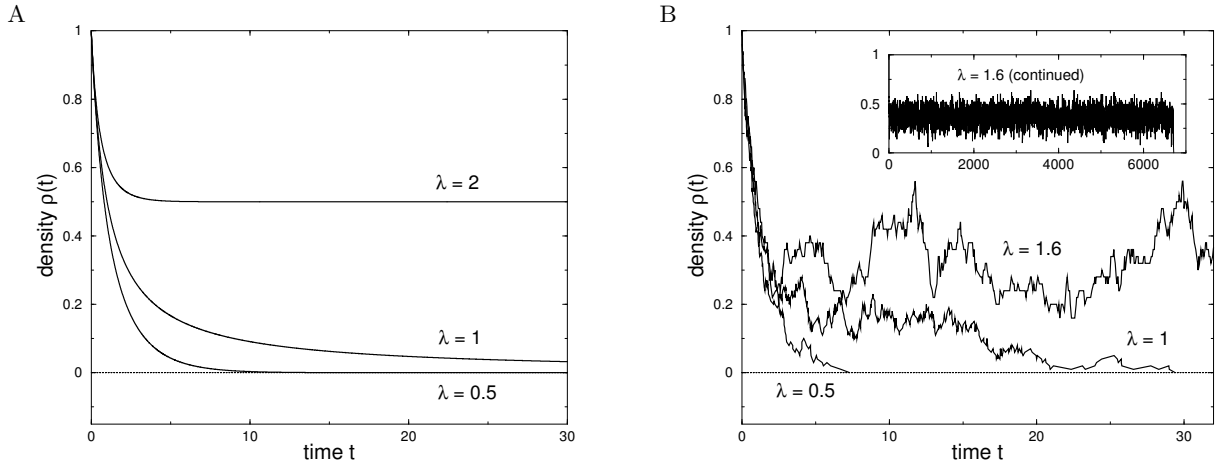 A
1
0.8
0.6
0.4
0.2
0
density ρ(t)
λ = 2
λ = 1
λ = 0.5
0
10
20
30
time t
B
1
0.8
0.6
0.4
0.2
0
density ρ(t)
1
0.5
0
λ = 1.6 (continued)
0
2000
4000
6000
λ = 1.6
λ = 1
λ = 0.5
0
10
20
30
time t